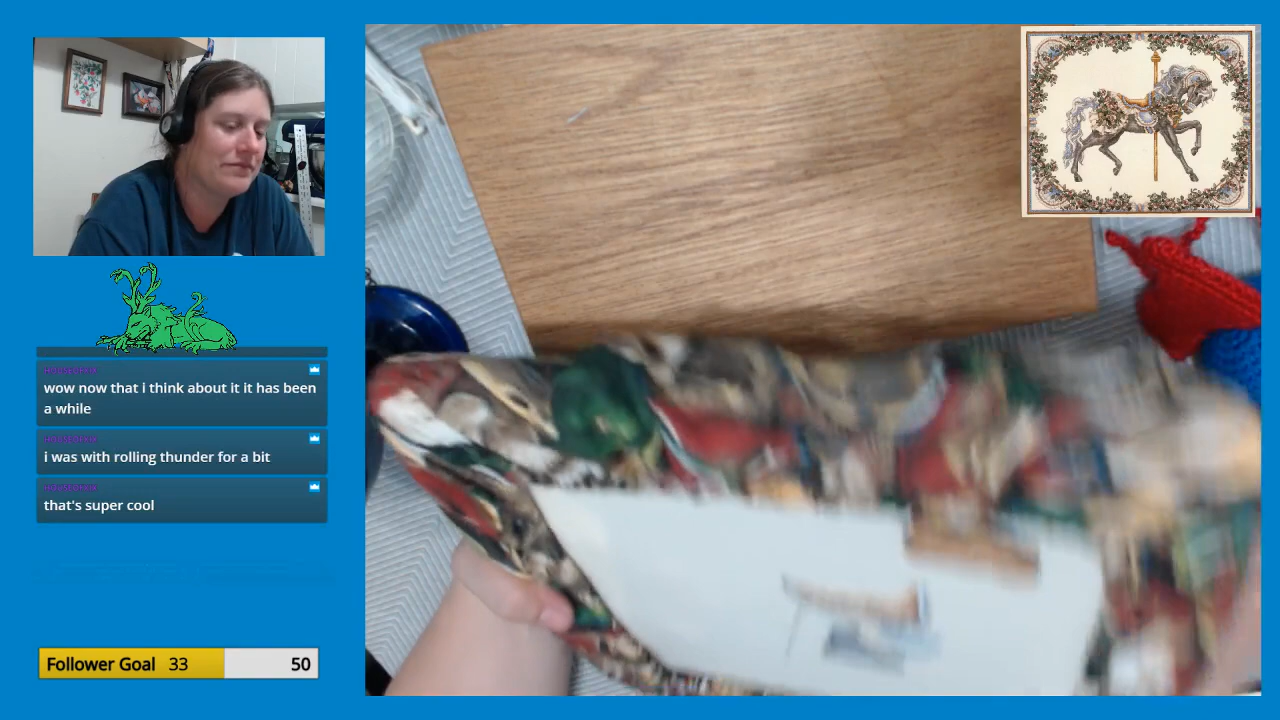 wow now that i think about it it has been
a while
i was with rolling thunder for a bit
that's super cool
Follower Goal 33 50